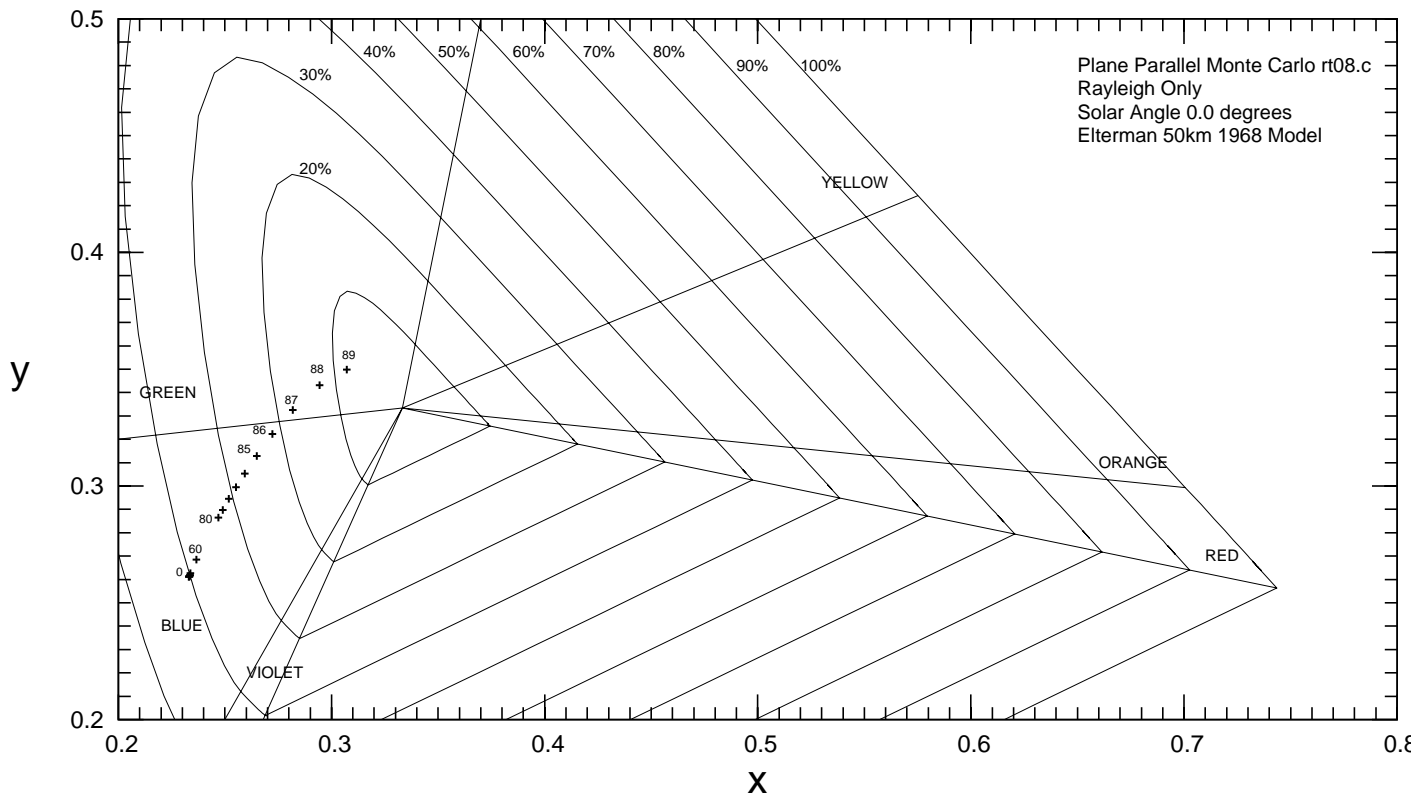 0.5
40%
50%
60%
70%
80%
90%
100%
30%
20%
Plane Parallel Monte Carlo rt08.c
Rayleigh Only
Solar Angle 0.0 degrees
Elterman 50km 1968 Model
YELLOW
0.4
y
GREEN
89
88
87
86
85
80
60
0
ORANGE
RED
0.3
BLUE
VIOLET
0.2
0.2
0.3
0.4
0.5
0.6
0.7
0.8
x